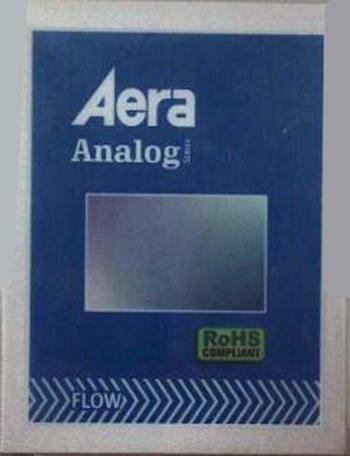 Aera
Analog SERIES
RoHS
COMPLIANT
FLOW